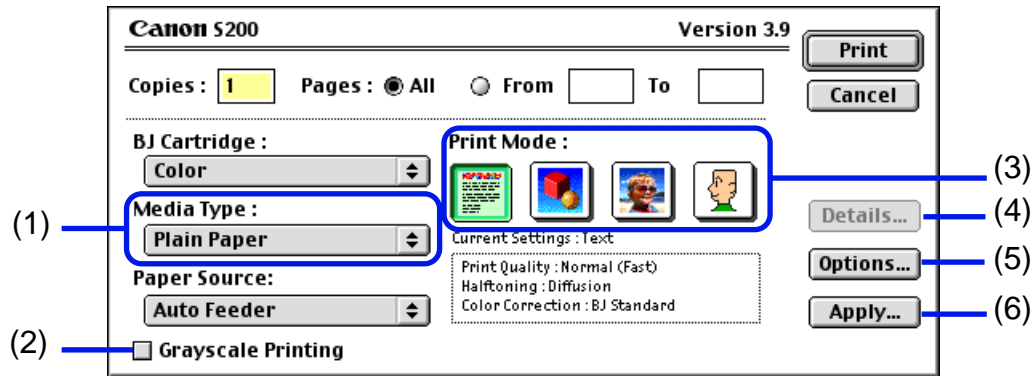 Canon S200 Version 3.9
Print
Copies : 1 Pages : All From To
Cancel
BJ Cartridge : Print Mode :
Color
(3)
(1) Media Type :
Details... (4)
Plain Paper
Current Settings : Text
Print Quality : Normal (Fast)
Options... (5)
Paper Source:
Halftoning : Diffusion
Color Correction : BJ Standard
Auto Feeder
Apply... (6)
(2) Grayscale Printing